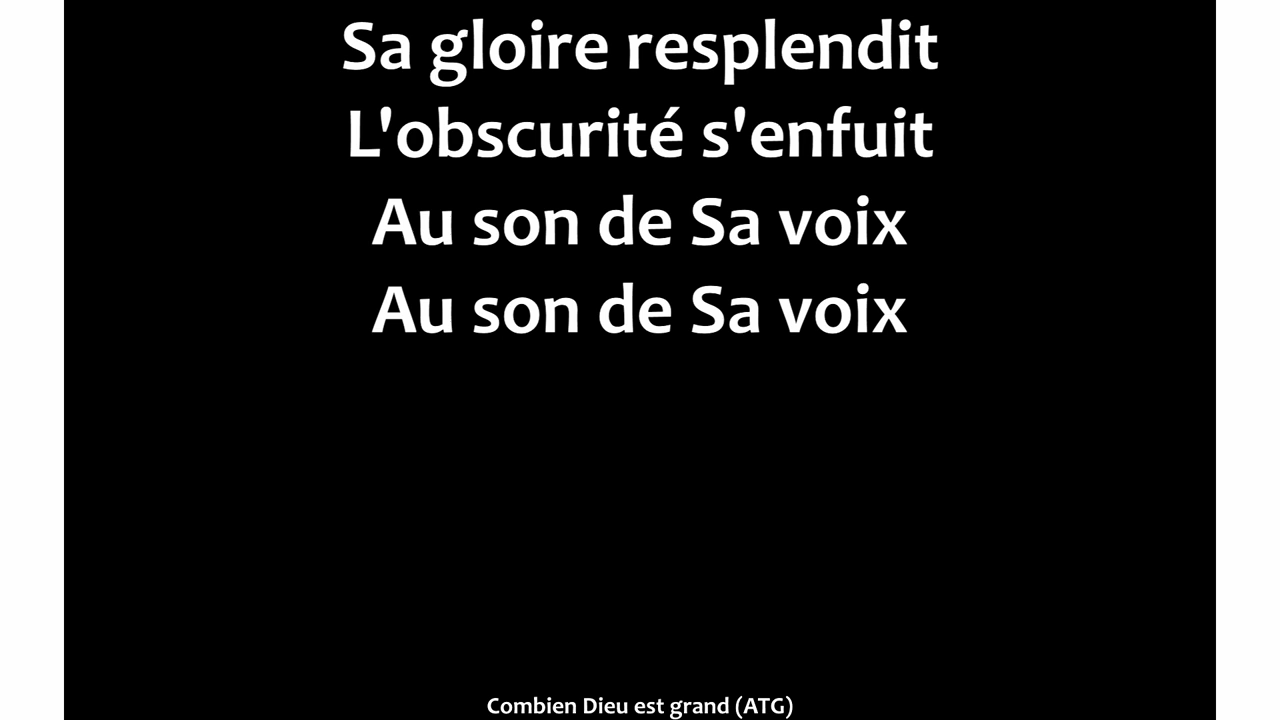 Sa gloire resplendit
L'obscurité s'enfuit
Au son de Sa voix
Au son de Sa voix
Combien Dieu est grand (ATG)